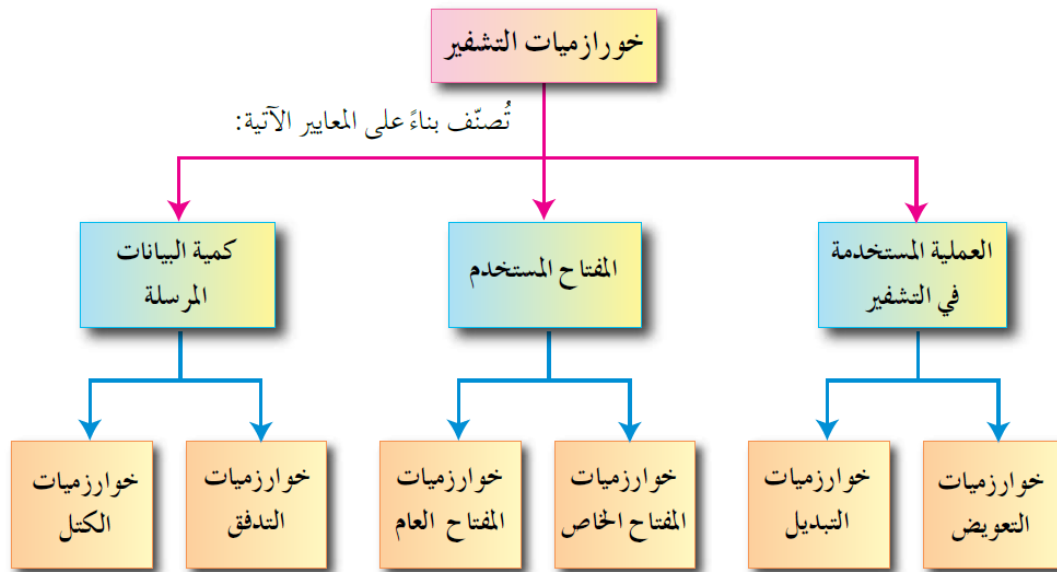 خورازميات التشفير
تُصنّف بناءً على المعايير الآتية:
العملية المستخدمة
في التشفير
المفتاح المستخدم
كمية البيانات
المرسلة
خوارزميات
التعويض
خوارزميات
التبديل
خوارزميات
المفتاح الخاص
خوارزميات
المفتاح العام
خوارزميات
التدفق
خوارزميات
الكتل